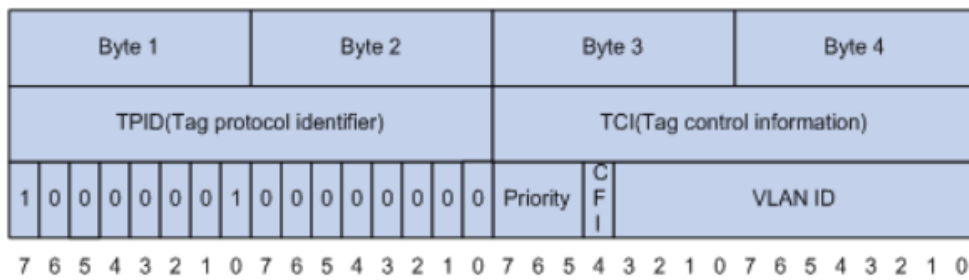 Byte 1 Byte 2 Byte 3 Byte 4
TPID(Tag protocol identifier) TCI(Tag control information)
1 0 0 0 0 0 0 1 0 0 0 0 0 0 0 0 Priority CFI VLAN ID
7 6 5 4 3 2 1 0 7 6 5 4 3 2 1 0 7 6 5 4 3 2 1 0 7 6 5 4 3 2 1 0